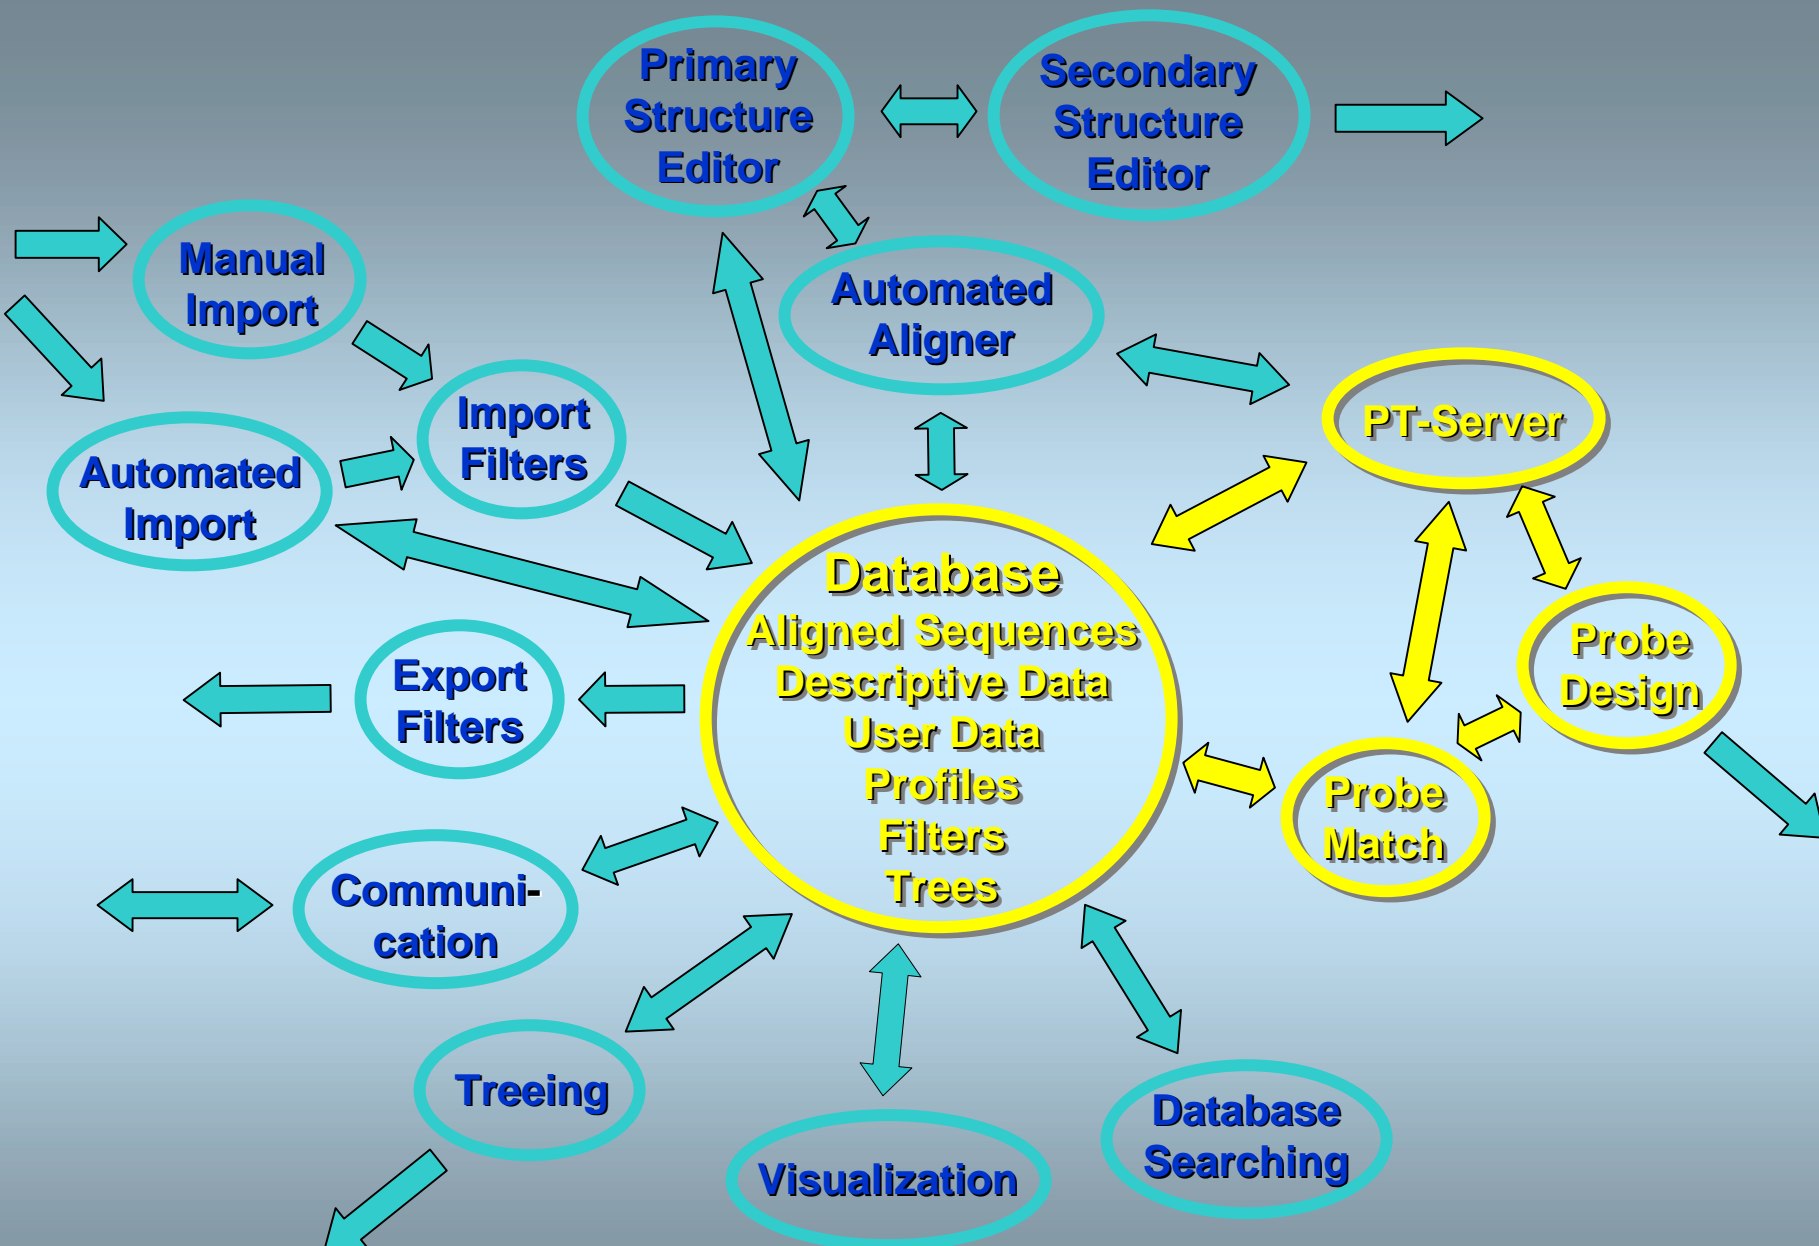 Primary
Structure
Editor
Secondary
Structure
Editor
Manual
Import
Automated
Aligner
Import
Filters
PT-Server
Automated
Import
Database
Aligned Sequences
Descriptive Data
User Data
Profiles
Filters
Trees
Probe
Design
Export
Filters
Probe
Match
Communi-
cation
Treeing
Visualization
Database
Searching